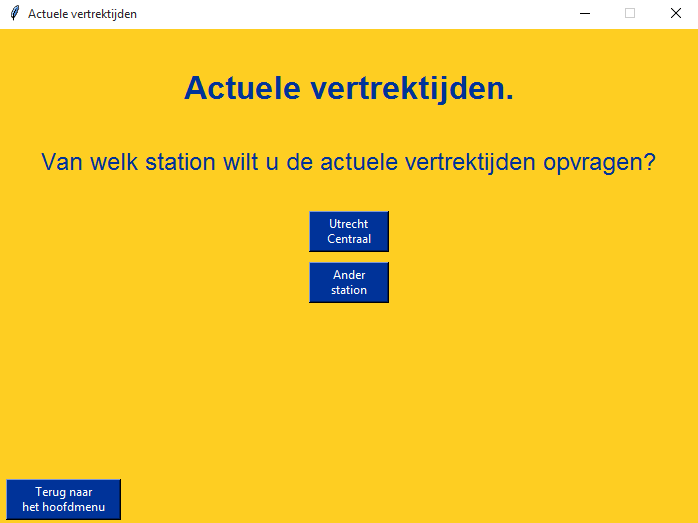 Actuele vertrektijden
Actuele vertrektijden.
Van welk station wilt u de actuele vertrektijden opvragen?
Utrecht
Centraal
Ander
station
Terug naar
het hoofdmenu